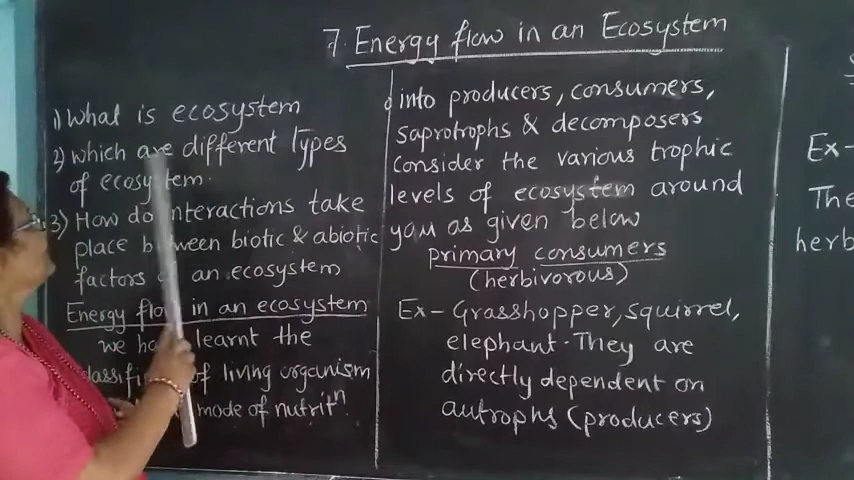 7. Energy flow in an Ecosystem
1) What is ecosystem
2) which are different Types
of ecosystem.
3) How do interactions take
place between biotic & abiotic
factors an ecosystem
Energy flow in an ecosystem
we learnt the
of living organism
mode of nutritn.
into producers, consumers,
saprotrophs & decomposers
Consider the various trophic
levels of ecosystem around
you as given below
primary consumers
(herbivorous)
Ex- Grasshopper, squirrel,
elephant. They are
directly dependent on
autrophs (producers)
Ex-
The
herb